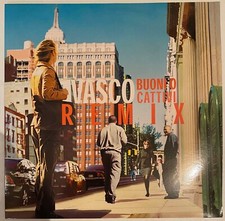 VASCO
BUONI O
CATTIVI
REMIX